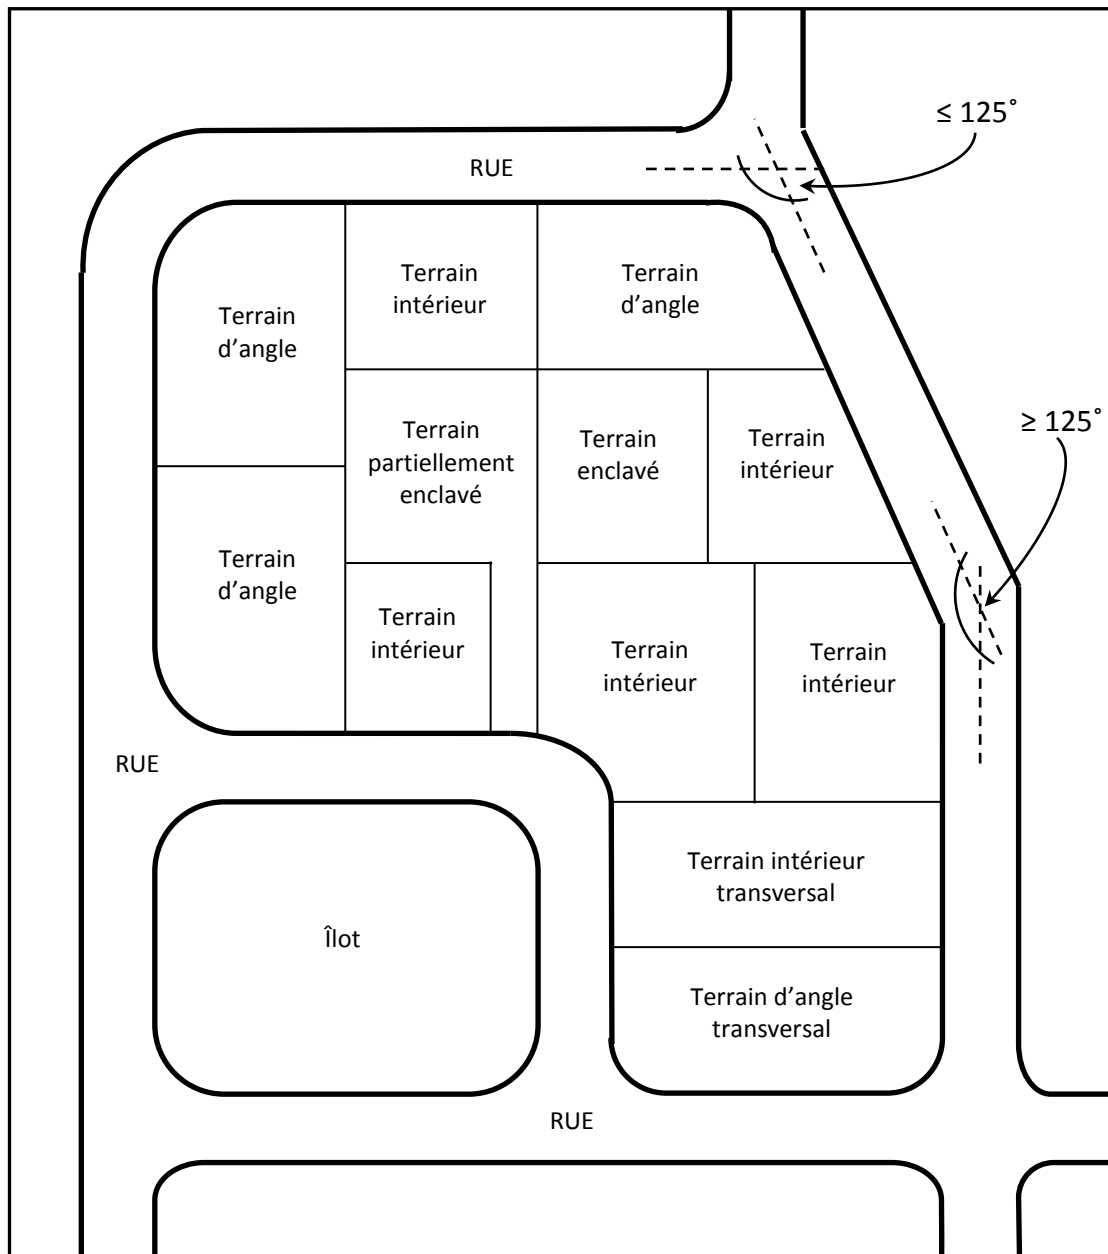 ≤ 125°
RUE
Terrain
intérieur
Terrain
d’angle
Terrain
d’angle
Terrain
partiellement
enclavé
Terrain
enclavé
Terrain
intérieur
≥ 125°
Terrain
d’angle
Terrain
intérieur
Terrain
intérieur
Terrain
intérieur
RUE
Terrain intérieur
transversal
Îlot
Terrain d’angle
transversal
RUE